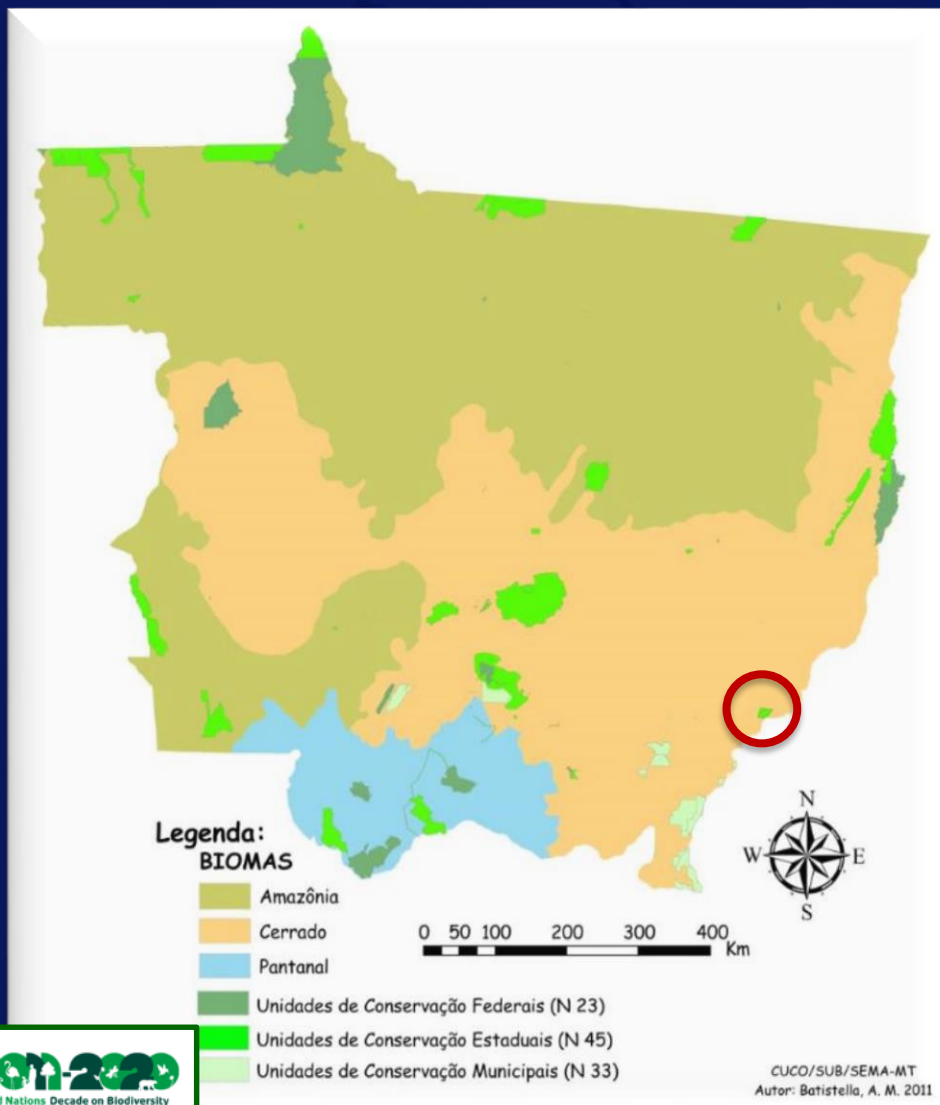 N
W
E
S
Legenda:
BIOMAS
Amazônia
Cerrado
Pantanal
Unidades de Conservação Federais (N 23)
Unidades de Conservação Estaduais (N 45)
Unidades de Conservação Municipais (N 33)
0 50 100 200 300 400
Km
CUCO/SUB/SEMA-MT
Autor: Batistella, A. M. 2011
Nations Decade on Biodiversity